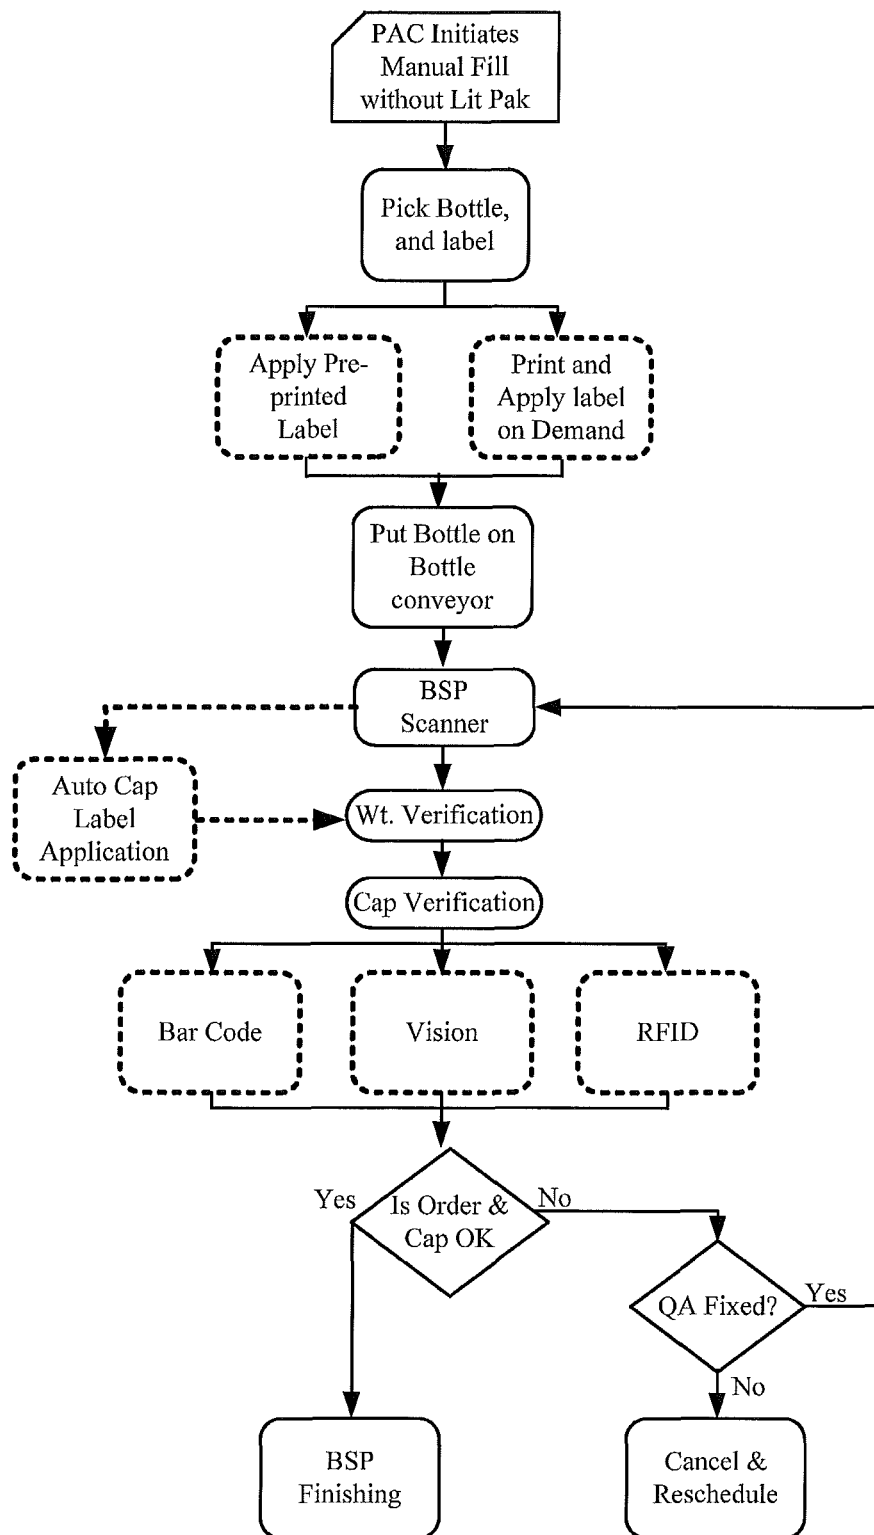 PAC Initiates
Manual Fill
without Lit Pak
Pick Bottle,
and label
Apply Pre-
printed
Label
Print and
Apply label
on Demand
Put Bottle on
Bottle
conveyor
BSP
Scanner
Auto Cap
Label
Application
Wt. Verification
Cap Verification
Bar Code
Vision
RFID
Yes
Is Order &
Cap OK
No
QA Fixed?
Yes
No
BSP
Finishing
Cancel &
Reschedule